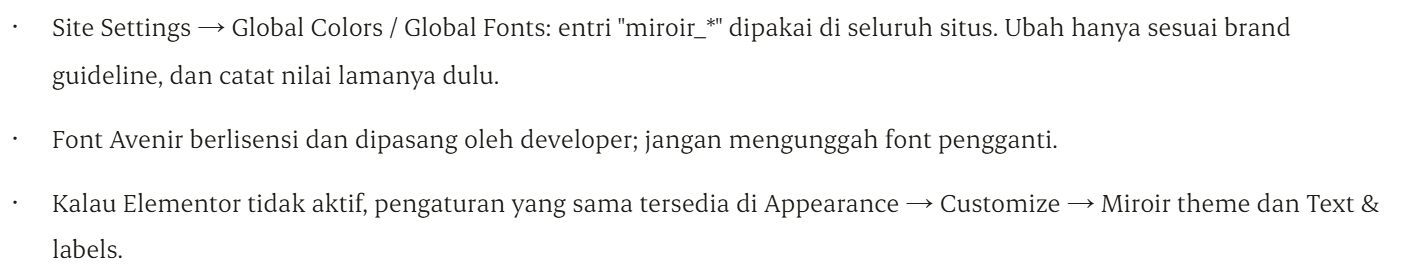 · Site Settings → Global Colors / Global Fonts: entri "miroir_*" dipakai di seluruh situs. Ubah hanya sesuai brand
guideline, dan catat nilai lamanya dulu.
· Font Avenir berlisensi dan dipasang oleh developer; jangan mengunggah font pengganti.
· Kalau Elementor tidak aktif, pengaturan yang sama tersedia di Appearance → Customize → Miroir theme dan Text &
labels.